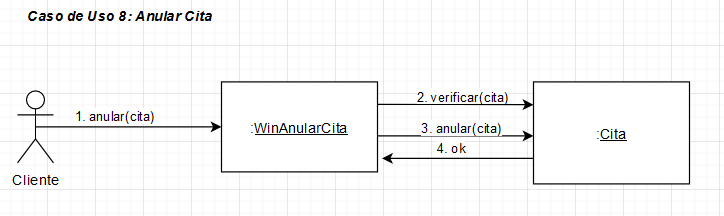 Caso de Uso 8: Anular Cita
1. anular(cita)
:WinAnularCita
2. verificar(cita)
3. anular(cita)
4. ok
:Cita
Cliente